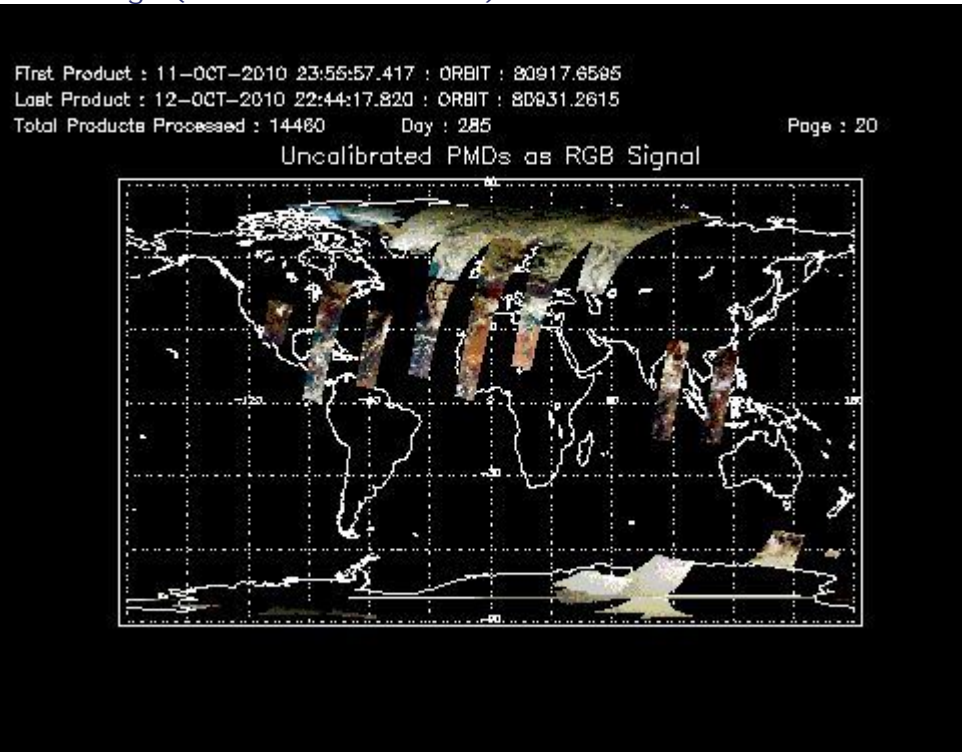 First Product : 11-OCT-2010 23:55:57.417 : ORBIT : 80917.6595
Last Product : 12-OCT-2010 22:44:17.820 : ORBIT : 80931.2615
Total Products Processed : 14460 Day : 285 Page : 20
Uncalibrated PMDs as RGB Signal